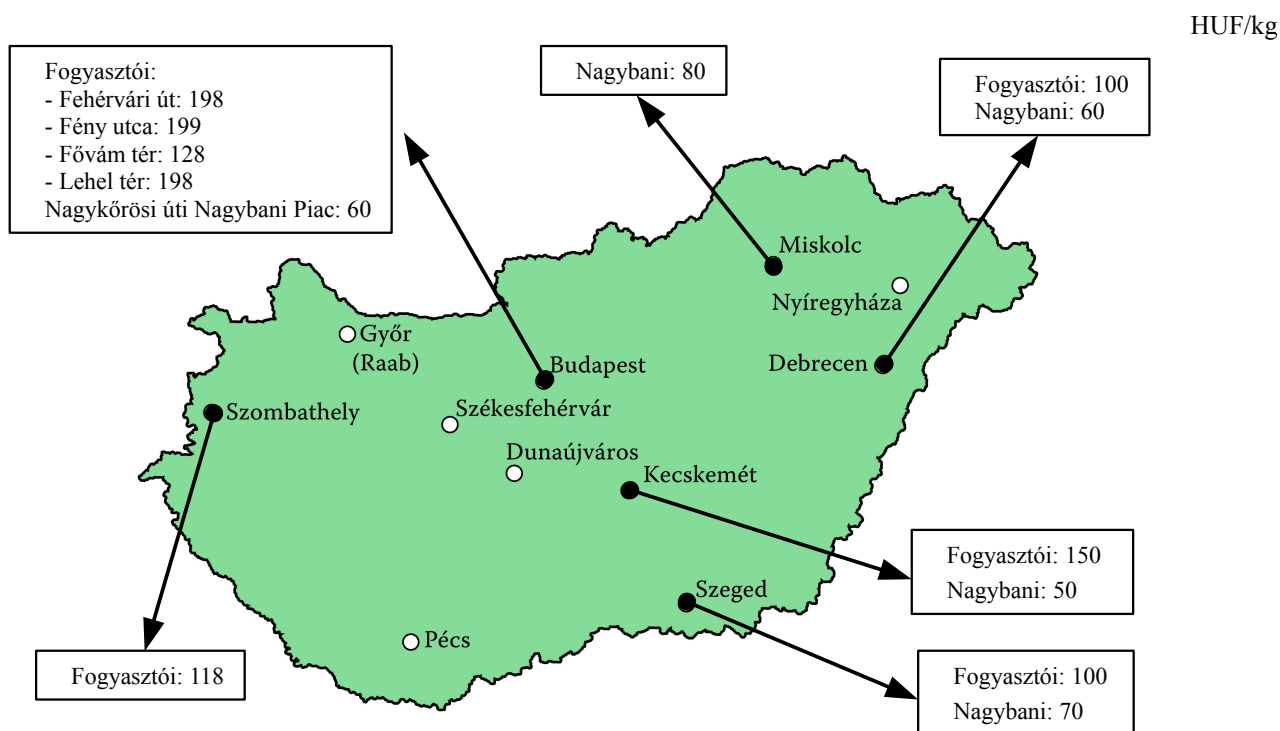 HUF/kg
Fogyasztói:
- Fehérvári út: 198
- Fény utca: 199
- Fővám tér: 128
- Lehel tér: 198
Nagykőrösi úti Nagybani Piac: 60
Nagybani: 80
Fogyasztói: 100
Nagybani: 60
Miskolc
Nyíregyháza
Győr
(Raab)
Budapest
Debrecen
Szombathely
Székesfehérvár
Dunaújváros
Kecskemét
Fogyasztói: 150
Nagybani: 50
Szeged
Pécs
Fogyasztói: 118
Fogyasztói: 100
Nagybani: 70